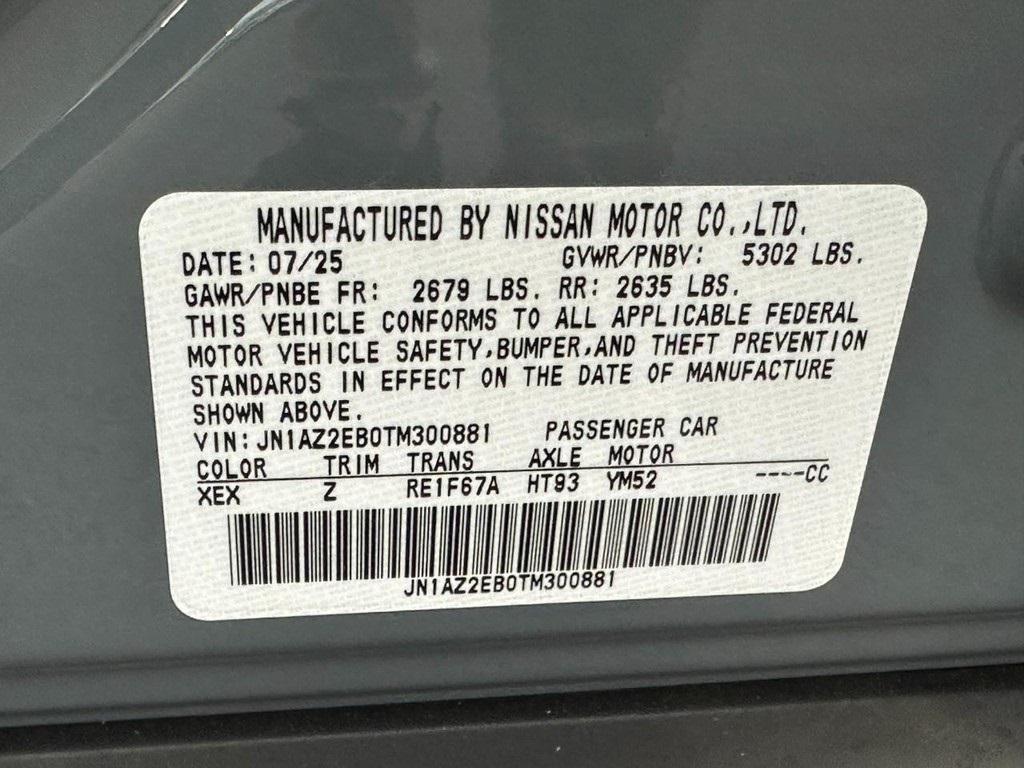 MANUFACTURED BY NISSAN MOTOR CO.,LTD.
DATE: 07/25 GVWR/PNBV: 5302 LBS.
GAWR/PNBE FR: 2679 LBS. RR: 2635 LBS.
THIS VEHICLE CONFORMS TO ALL APPLICABLE FEDERAL
MOTOR VEHICLE SAFETY,BUMPER,AND THEFT PREVENTION
STANDARDS IN EFFECT ON THE DATE OF MANUFACTURE
SHOWN ABOVE.
VIN: JN1AZ2EB0TM300881 PASSENGER CAR
COLOR TRIM TRANS AXLE MOTOR
XEX Z RE1F67A HT93 YM52 ----CC
JN1AZ2EB0TM300881